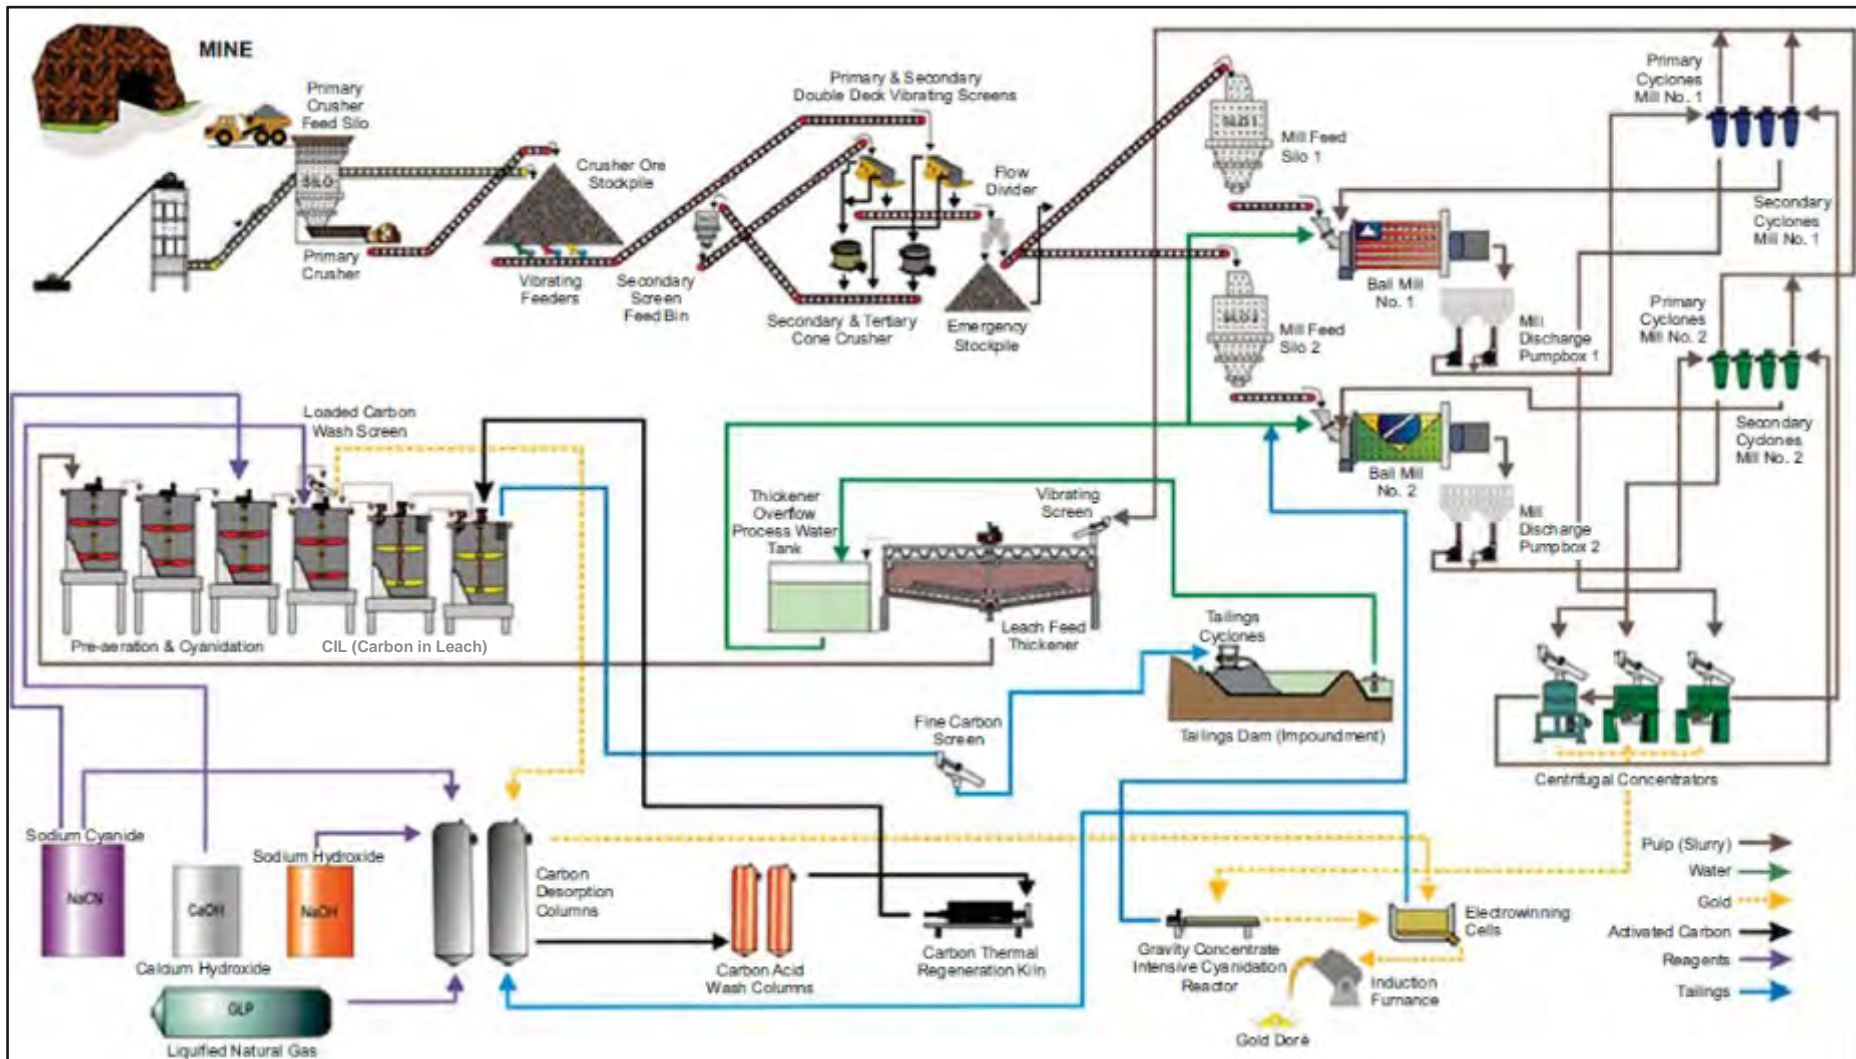 MINE
Primary
Crusher
Feed Silo
SILO
Primary
Crusher
Crusher Ore
Stockpile
Vibrating
Feeders
Primary & Secondary
Double Deck Vibrating Screens
Secondary
Screen
Feed Bin
Secondary & Tertiary
Cone Crusher
Flow
Divider
Emergency
Stockpile
Mill Feed
Silo 1
Mill Feed
Silo 2
Ball Mill
No. 1
Ball Mill
No. 2
Mill
Discharge
Pumpbox 1
Mill
Discharge
Pumpbox 2
Primary
Cyclones
Mill No. 1
Secondary
Cyclones
Mill No. 1
Primary
Cyclones
Mill No. 2
Secondary
Cyclones
Mill No. 2
Loaded Carbon
Wash Screen
Pre-aeration & Cyanidation
CIL (Carbon in Leach)
Thickener
Overflow
Process Water
Tank
Vibrating
Screen
Leach Feed
Thickener
Tailings
Cyclones
Tailings Dam (Impoundment)
Fine Carbon
Screen
Centrifugal Concentrators
Sodium Cyanide
NaCN
CaOH
Calcium Hydroxide
Sodium Hydroxide
NaOH
GLP
Liquified Natural Gas
Carbon
Desorption
Columns
Carbon Acid
Wash Columns
Carbon Thermal
Regeneration Kiln
Gravity Concentrate
Intensive Cyanidation
Reactor
Electrowinning
Cells
Induction
Furnance
Gold Doré
Pulp (Slurry)
Water
Gold
Activated Carbon
Reagents
Tailings